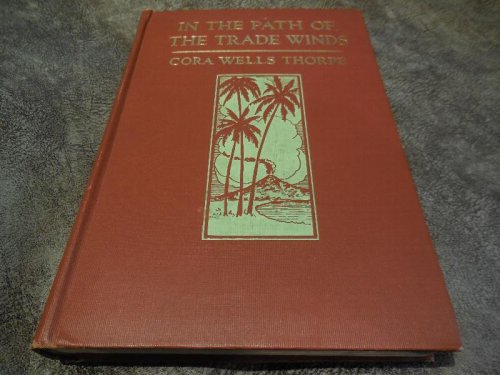 IN THE PATH OF
THE TRADE WINDS
CORA WELLS THORPE